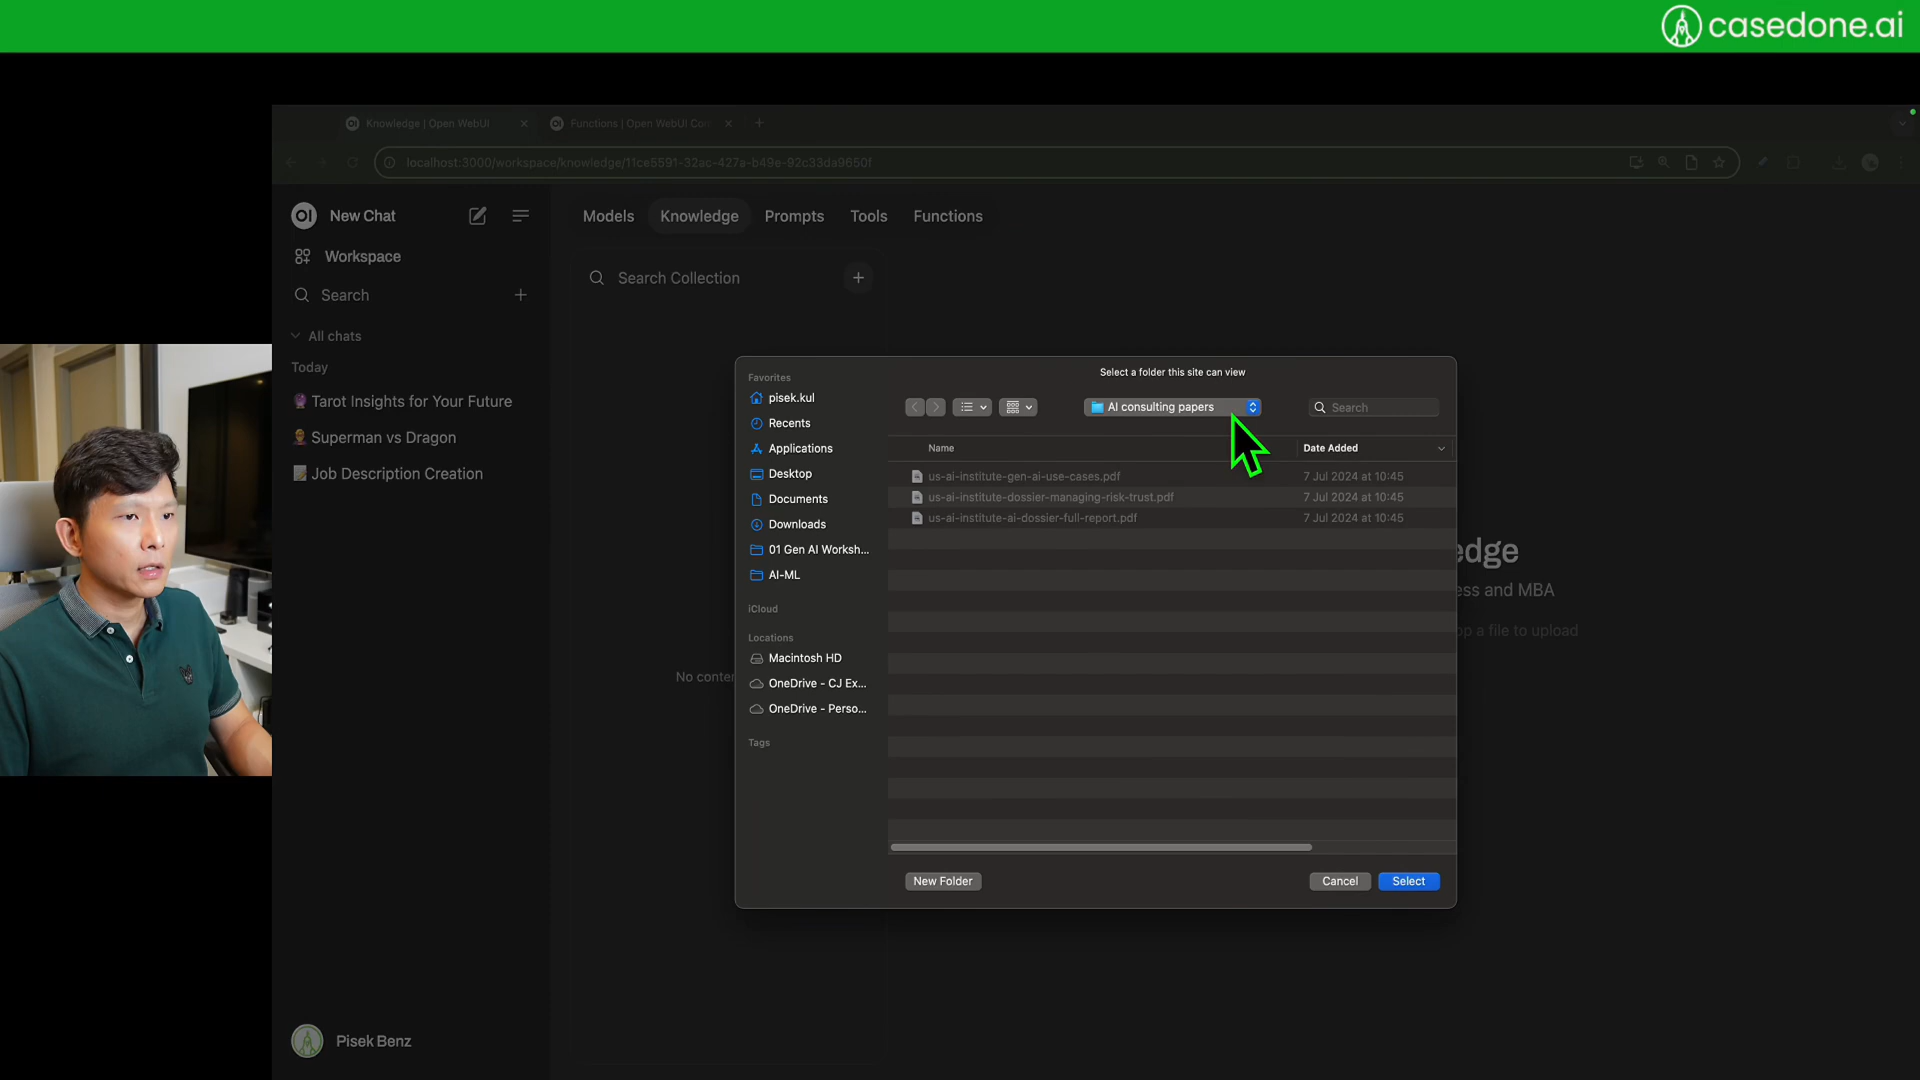 casedone.ai
Knowledge | Open WebUI
Functions | Open WebUI Com
localhost:3000/workspace/knowledge/11ce5591-32ac-427a-b49e-92c33da9650f
New Chat
Models Knowledge Prompts Tools Functions
Workspace
Search Collection
Search
All chats
Today
Tarot Insights for Your Future
Superman vs Dragon
Job Description Creation
No conten
Pisek Benz
Select a folder this site can view
Favorites
pisek.kul
Recents
Applications
Desktop
Documents
Downloads
01 Gen AI Worksh...
AI-ML
iCloud
Locations
Macintosh HD
OneDrive - CJ Ex...
OneDrive - Perso...
Tags
AI consulting papers
Search
Name Date Added
us-ai-institute-gen-ai-use-cases.pdf 7 Jul 2024 at 10:45
us-ai-institute-dossier-managing-risk-trust.pdf 7 Jul 2024 at 10:45
us-ai-institute-ai-dossier-full-report.pdf 7 Jul 2024 at 10:45
New Folder Cancel Select
edge
ess and MBA
op a file to upload